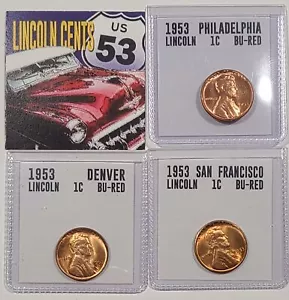 LINCOLN CENTS
US
53
1953 PHILADELPHIA
LINCOLN 1C BU-RED
1953 DENVER
LINCOLN 1C BU-RED
1953 SAN FRANCISCO
LINCOLN 1C BU-RED